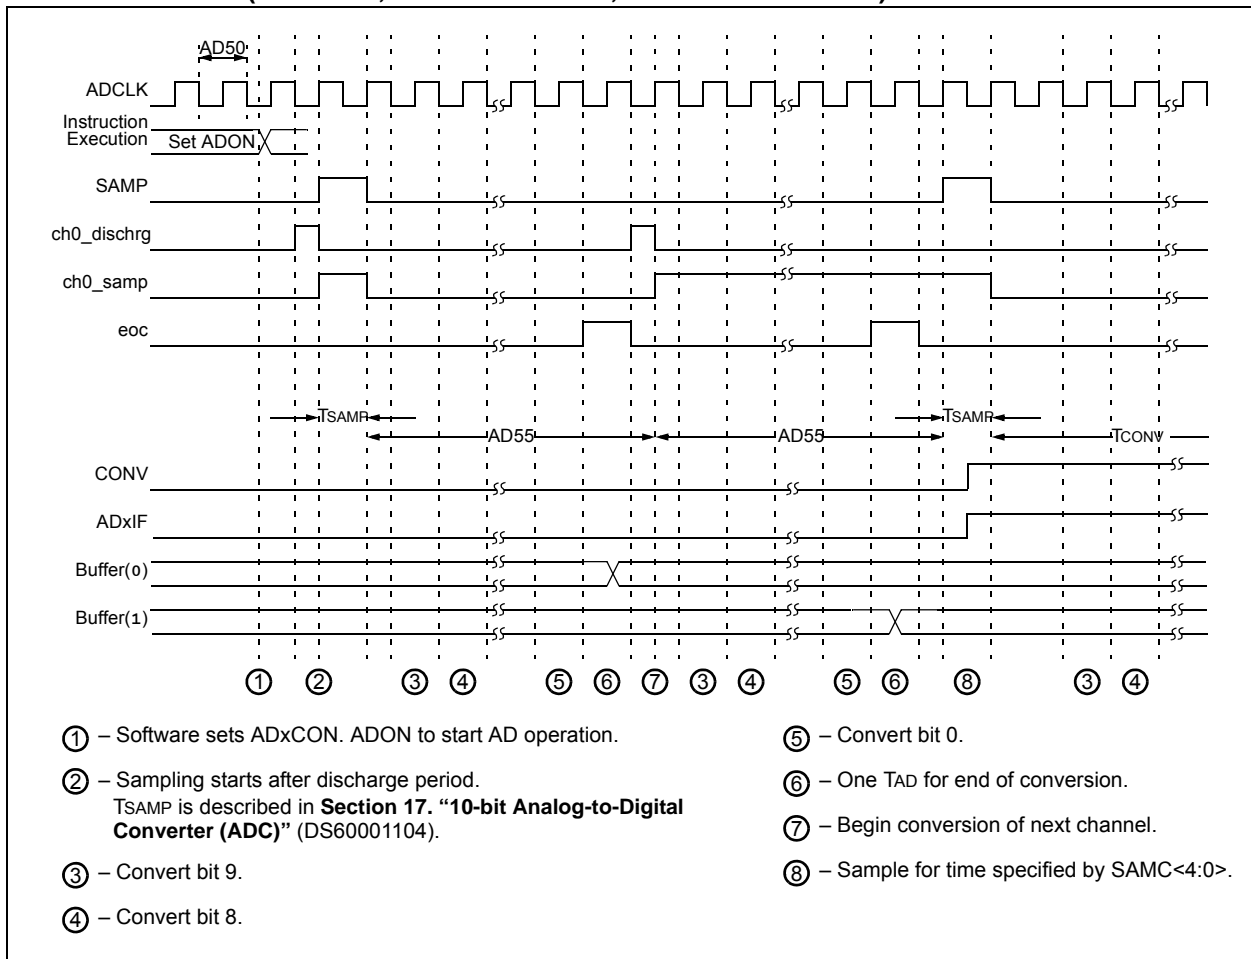 AD50
ADCLK
Instruction
Execution Set ADON
SAMP
ch0_dischrg
ch0_samp
eoc
TSAMP TSAMP
AD55 AD55 TCONV
CONV
ADxIF
Buffer(0)
Buffer(1)
1 2 3 4 5 6 7 3 4 5 6 8 3 4
1 – Software sets ADxCON. ADON to start AD operation.
2 – Sampling starts after discharge period.
TSAMP is described in Section 17. “10-bit Analog-to-Digital
Converter (ADC)” (DS60001104).
3 – Convert bit 9.
4 – Convert bit 8.
5 – Convert bit 0.
6 – One TAD for end of conversion.
7 – Begin conversion of next channel.
8 – Sample for time specified by SAMC<4:0>.